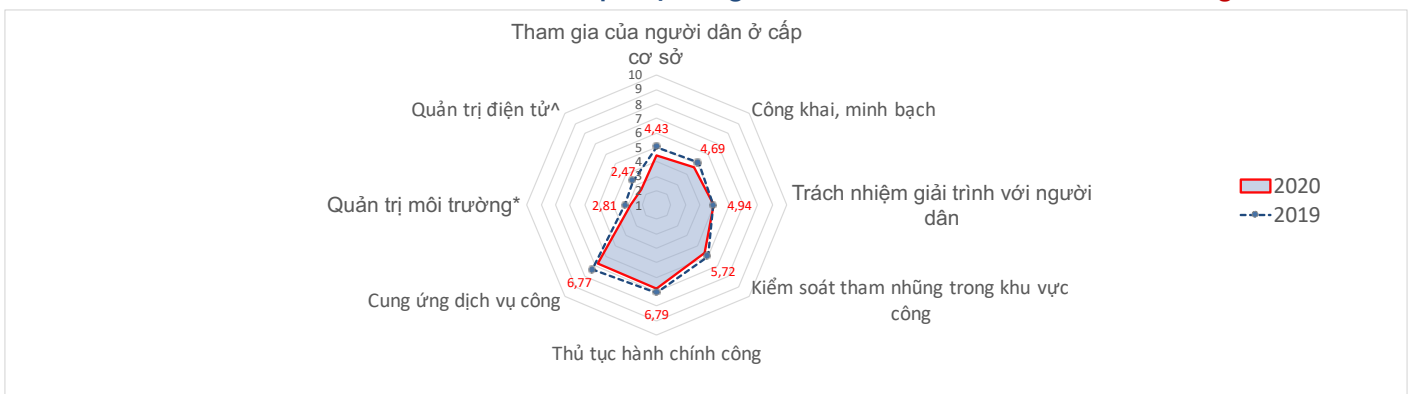 Tham gia của người dân ở cấp
cơ sở
10
9
8
7
6
5
4
3
2
1
Quản trị điện tử^
Công khai, minh bạch
4,43
4,69
2,47
Quản trị môi trường*
2,81
4,94
Trách nhiệm giải trình với người
dân
2020
2019
6,77
5,72
Cung ứng dịch vụ công
Kiểm soát tham nhũng trong khu vực
công
6,79
Thủ tục hành chính công